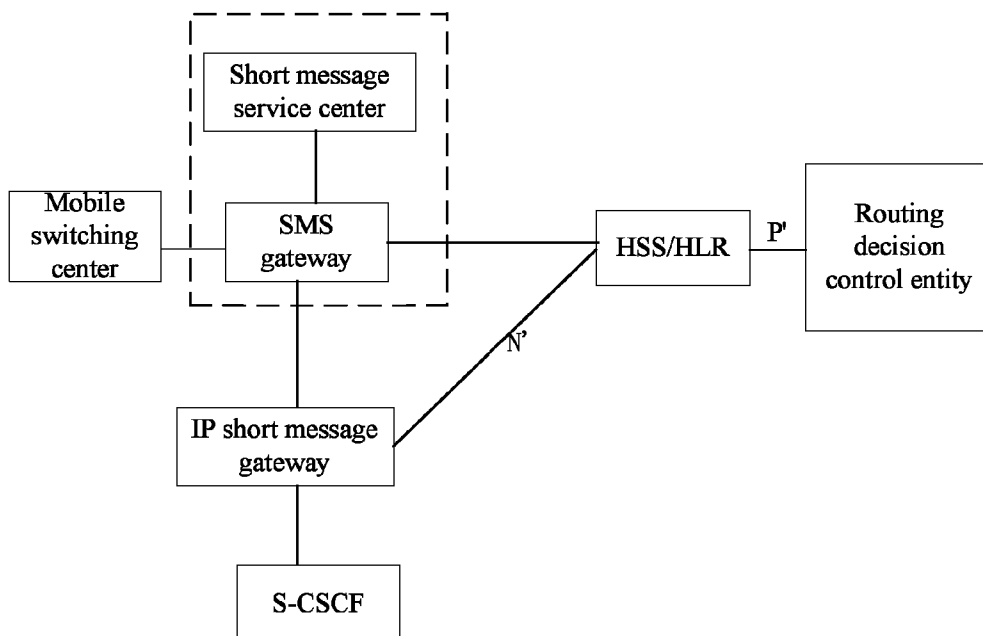 Short message
service center
Mobile
switching
center
SMS
gateway
HSS/HLR
P'
Routing
decision
control entity
N'
IP short message
gateway
S-CSCF